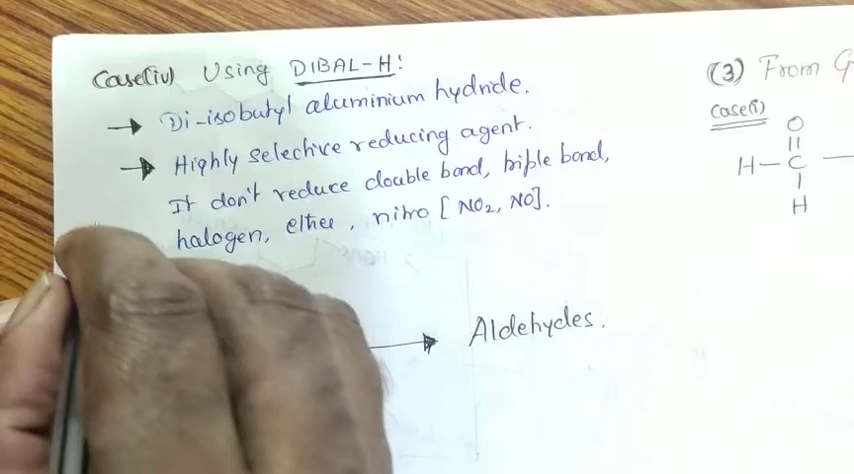 Case(iv) Using DIBAL-H:
→ Di-isobutyl aluminium hydride.
→ Highly selective reducing agent.
It don't reduce double bond, triple bond,
halogen, ether, nitro [NO2, NO].
→ Aldehydes.
(3) From G
Case(i)
O
||
H-C-
|
H